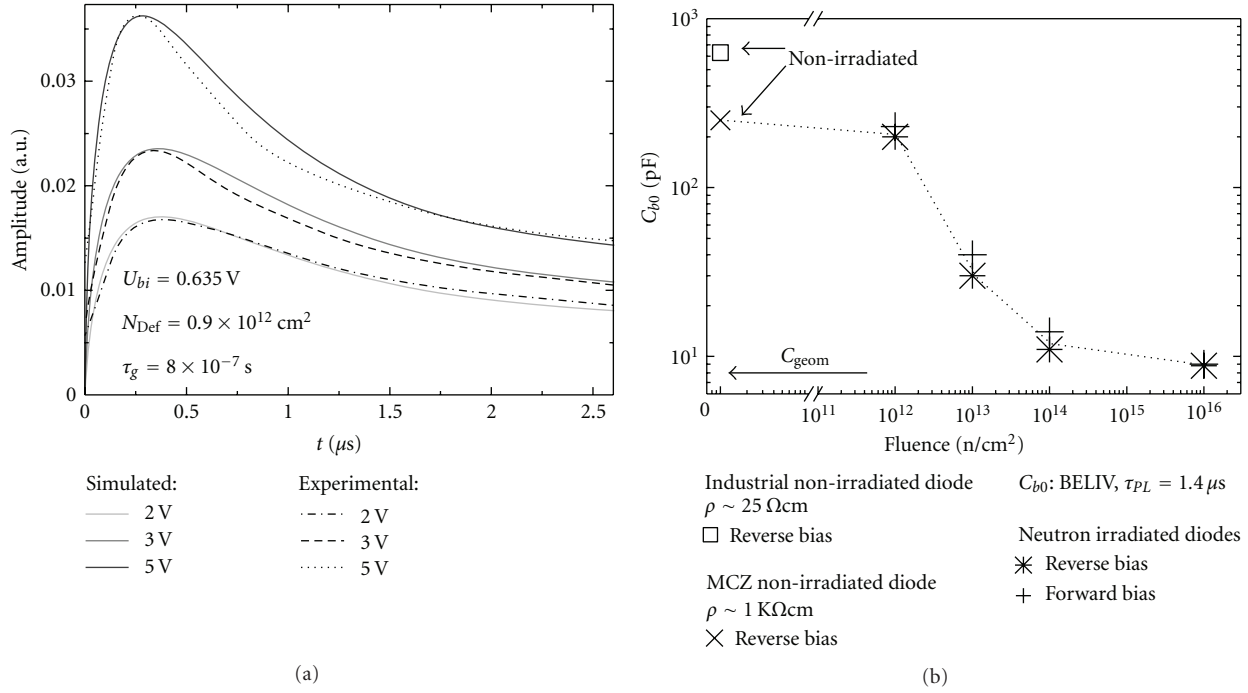 0.03
0.02
0.01
0
Amplitude (a.u.)
U_bi = 0.635 V
N_Def = 0.9 × 10^12 cm^2
τ_g = 8 × 10^−7 s
0 0.5 1 1.5 2 2.5
t (μs)
Simulated:
2 V
3 V
5 V
Experimental:
2 V
3 V
5 V
(a)
10^3
10^2
10^1
C_b0 (pF)
Non-irradiated
C_geom
0 10^11 10^12 10^13 10^14 10^15 10^16
Fluence (n/cm^2)
Industrial non-irradiated diode
ρ ∼ 25 Ωcm
Reverse bias
MCZ non-irradiated diode
ρ ∼ 1 KΩcm
Reverse bias
C_b0: BELIV, τ_PL = 1.4 μs
Neutron irradiated diodes
Reverse bias
Forward bias
(b)